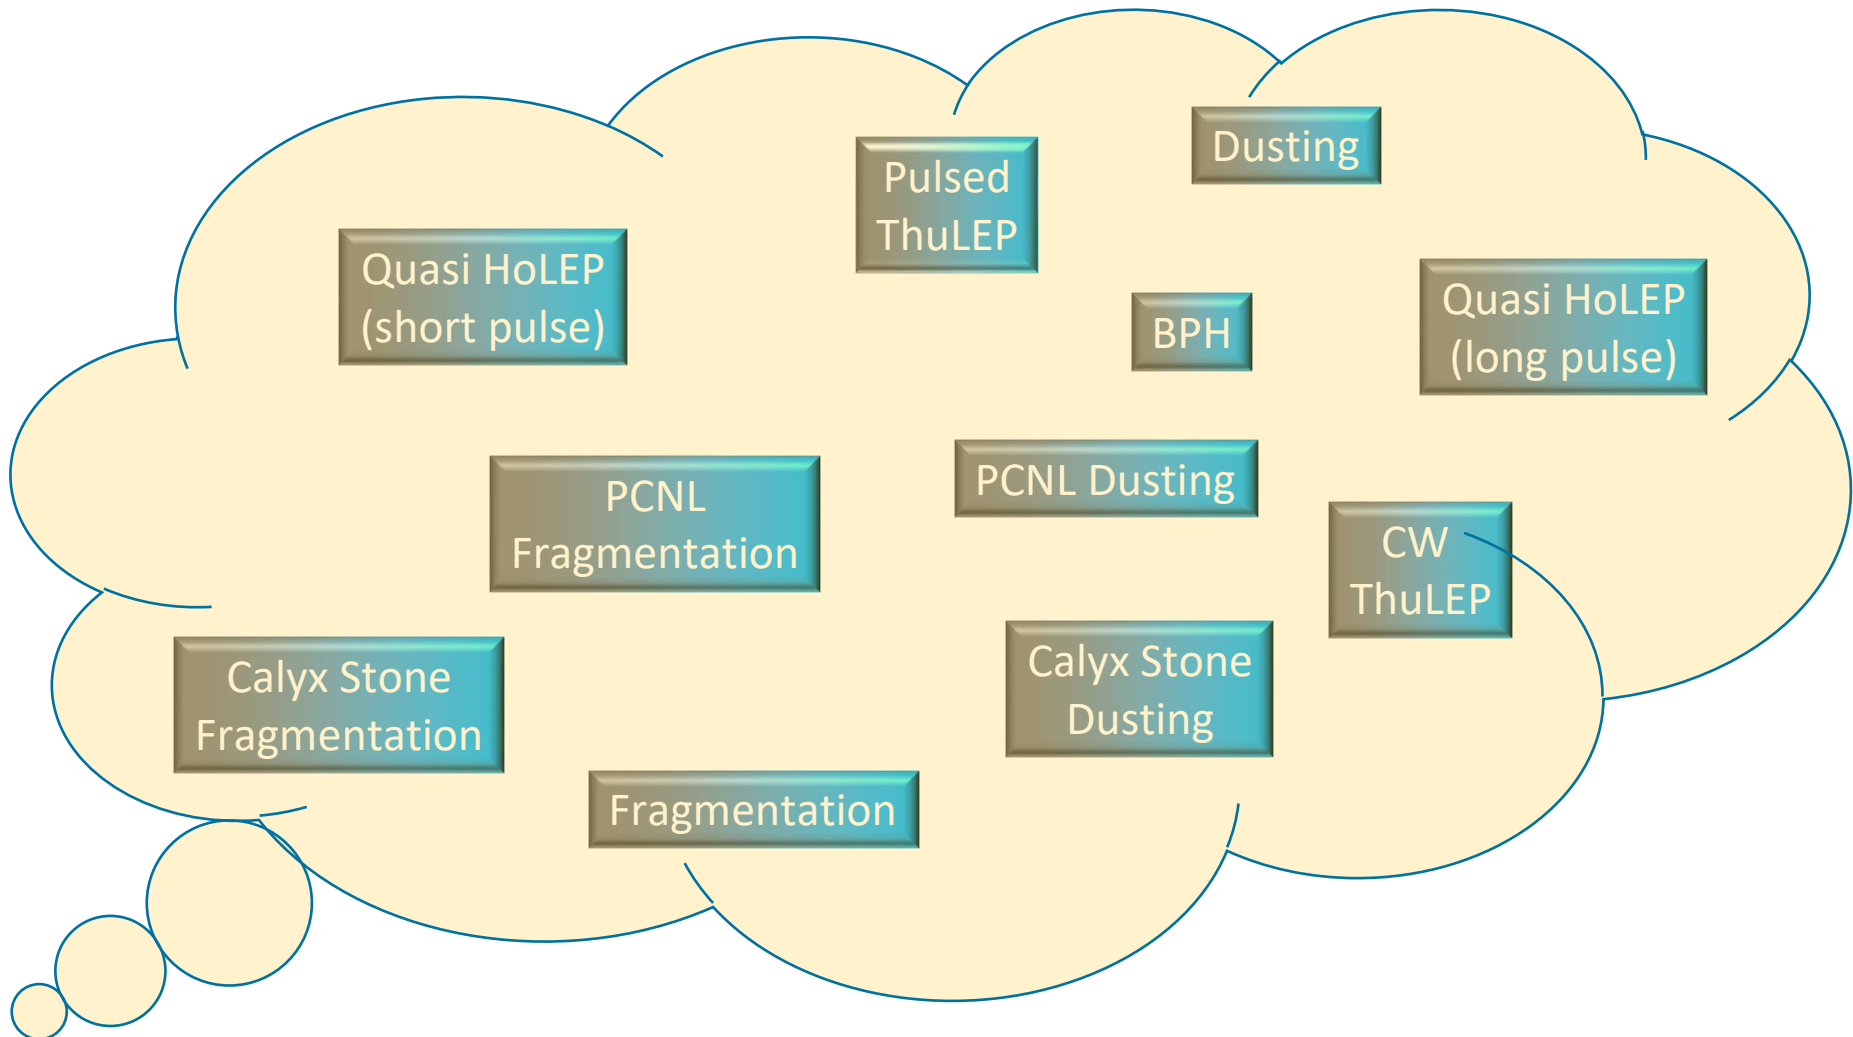 Dusting
Pulsed
ThuLEP
Quasi HoLEP
(short pulse)
Quasi HoLEP
(long pulse)
BPH
PCNL
Fragmentation
PCNL Dusting
CW
ThuLEP
Calyx Stone
Fragmentation
Calyx Stone
Dusting
Fragmentation